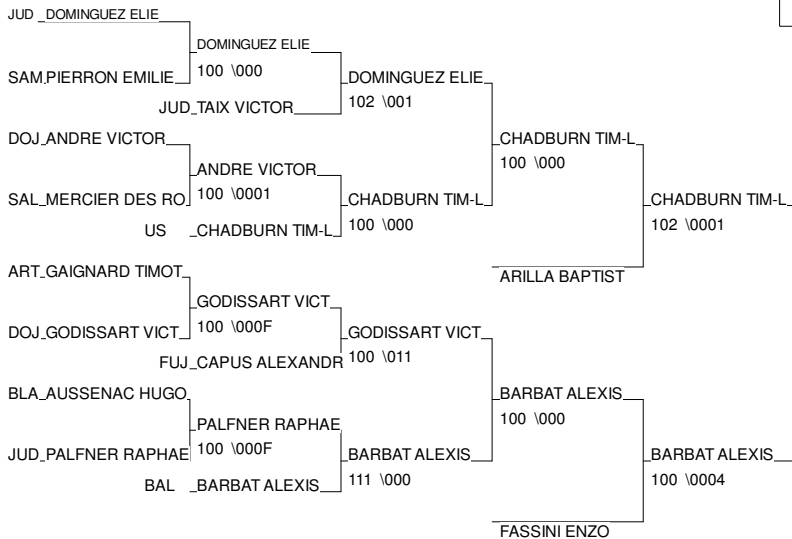 JUD_DOMINGUEZ ELIE
DOMINGUEZ ELIE
100 \000
SAM_PIERRON EMILIE
DOMINGUEZ ELIE
102 \001
JUD_TAIX VICTOR
DOJ_ANDRE VICTOR
CHADBURN TIM-L
100 \000
ANDRE VICTOR
100 \0001
SAL_MERCIER DES RO
CHADBURN TIM-L
100 \000
CHADBURN TIM-L
102 \0001
US _CHADBURN TIM-L
ART_GAIGNARD TIMOT
ARILLA BAPTIST
GODISSART VICT
100 \000F
DOJ_GODISSART VICT
GODISSART VICT
100 \011
FUJ_CAPUS ALEXANDR
BLA_AUSSENAC HUGO
BARBAT ALEXIS
100 \000
PALFNER RAPHAE
100 \000F
JUD_PALFNER RAPHAE
BARBAT ALEXIS
111 \000
BARBAT ALEXIS
100 \0004
BAL _BARBAT ALEXIS
FASSINI ENZO